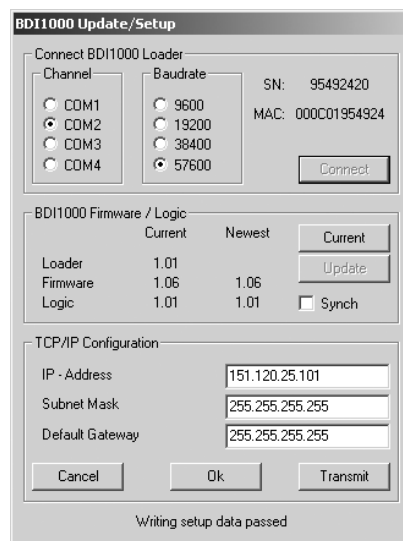 BDI1000 Update/Setup
Connect BDI1000 Loader
Channel Baudrate
SN: 95492420
COM1 9600
MAC: 000C01954924
COM2 19200
COM3 38400
COM4 57600
Connect
BDI1000 Firmware / Logic
Current Newest Current
Loader 1.01 Update
Firmware 1.06 1.06
Logic 1.01 1.01 Synch
TCP/IP Configuration
IP - Address 151.120.25.101
Subnet Mask 255.255.255.255
Default Gateway 255.255.255.255
Cancel Ok Transmit
Writing setup data passed